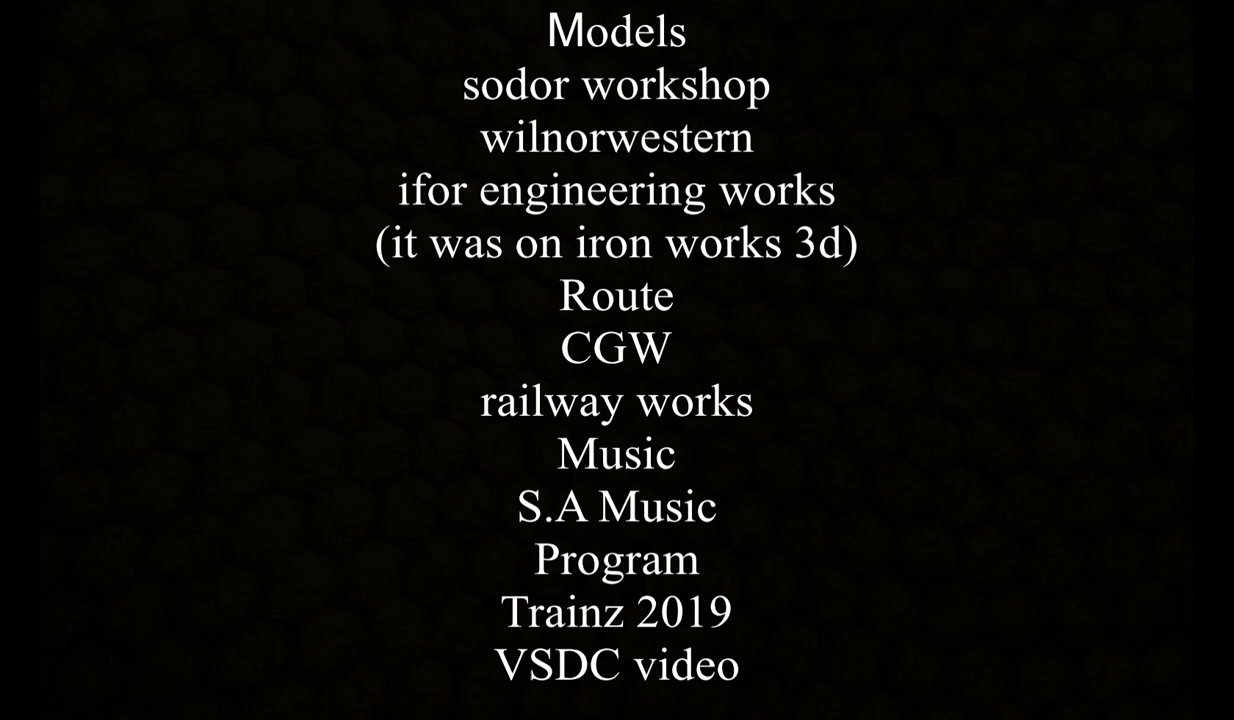 Models
sodor workshop
wilnorwestern
ifor engineering works
(it was on iron works 3d)
Route
CGW
railway works
Music
S.A Music
Program
Trainz 2019
VSDC video